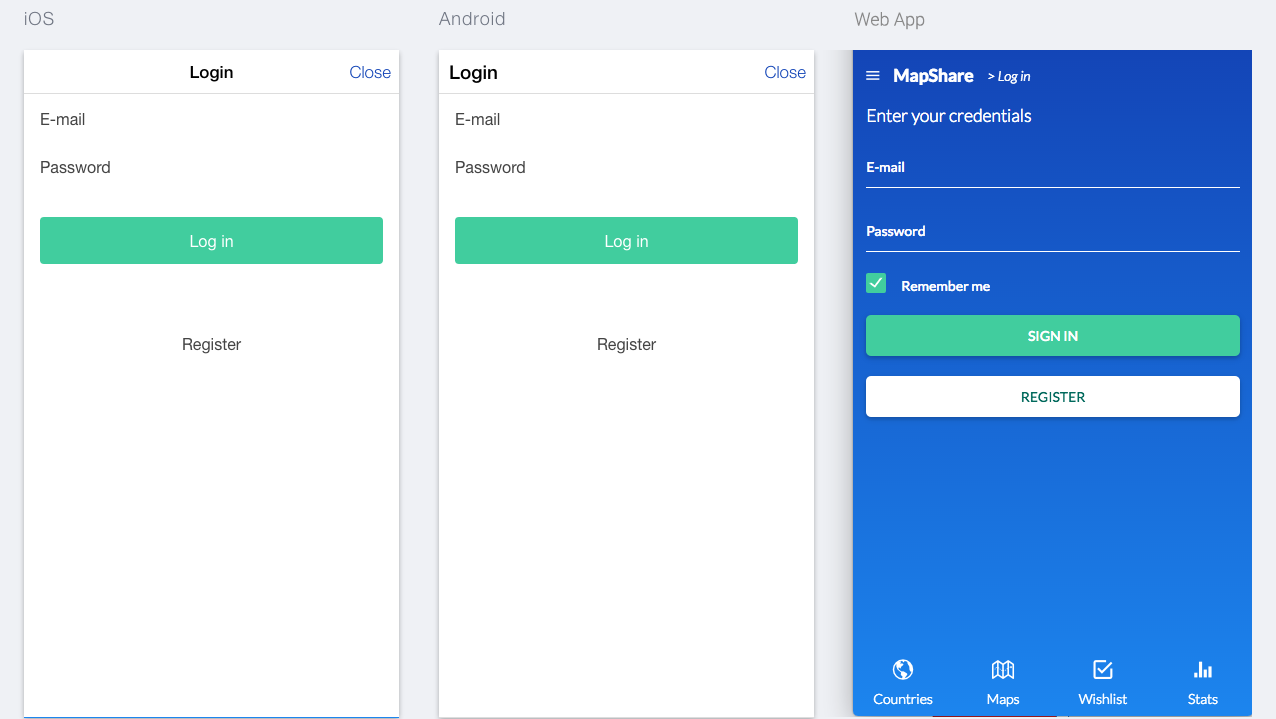 iOS
Login Close
E-mail
Password
Log in
Register
Android
Login Close
E-mail
Password
Log in
Register
Web App
MapShare > Log in
Enter your credentials
E-mail
Password
Remember me
SIGN IN
REGISTER
Countries Maps Wishlist Stats